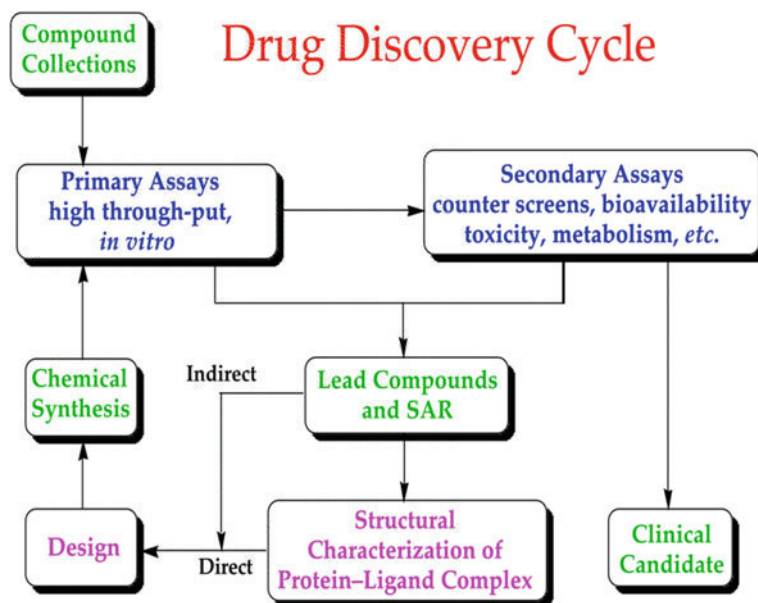 Compound
Collections
Drug Discovery Cycle
Primary Assays
high through-put,
in vitro
Secondary Assays
counter screens, bioavailability
toxicity, metabolism, etc.
Chemical
Synthesis
Indirect
Lead Compounds
and SAR
Design
Direct
Structural
Characterization of
Protein–Ligand Complex
Clinical
Candidate